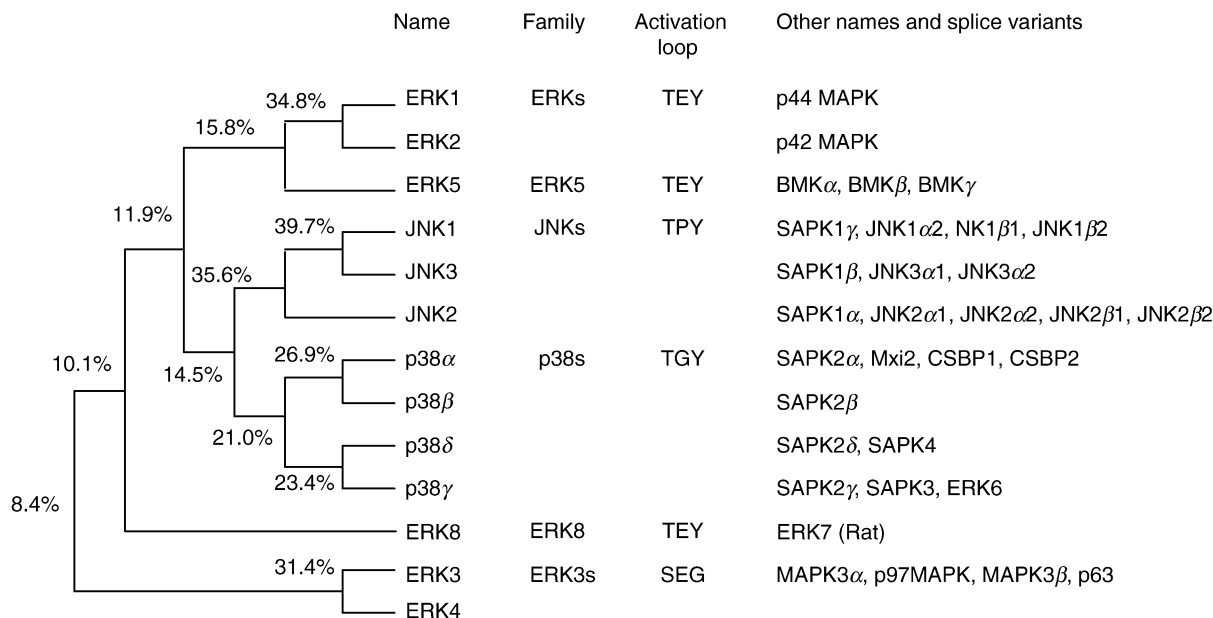 Name Family Activation loop Other names and splice variants
34.8% ERK1 ERKs TEY p44 MAPK
15.8%
ERK2 p42 MAPK
ERK5 ERK5 TEY BMKα, BMKβ, BMKγ
11.9%
39.7% JNK1 JNKs TPY SAPK1γ, JNK1α2, NK1β1, JNK1β2
35.6% JNK3 SAPK1β, JNK3α1, JNK3α2
JNK2 SAPK1α, JNK2α1, JNK2α2, JNK2β1, JNK2β2
10.1% 14.5% 26.9% p38α p38s TGY SAPK2α, Mxi2, CSBP1, CSBP2
p38β SAPK2β
21.0% p38δ SAPK2δ, SAPK4
23.4% p38γ SAPK2γ, SAPK3, ERK6
8.4%
ERK8 ERK8 TEY ERK7 (Rat)
31.4% ERK3 ERK3s SEG MAPK3α, p97MAPK, MAPK3β, p63
ERK4